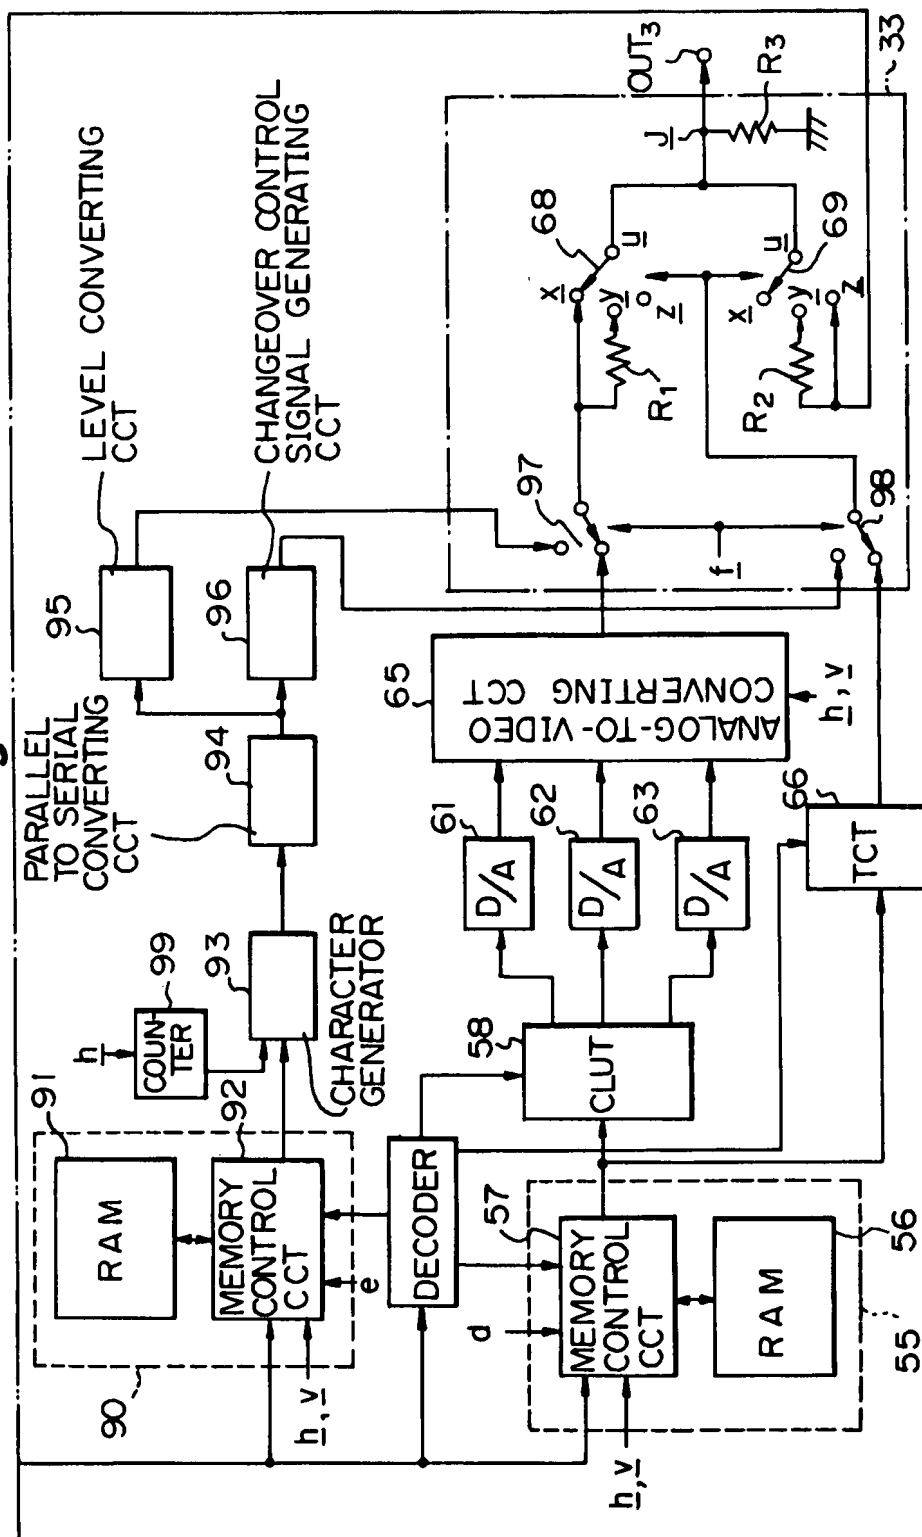 PARALLEL
TO SERIAL
CONVERTING
CCT
LEVEL CONVERTING
CCT
CHANGEOVER CONTROL
SIGNAL GENERATING
CCT
90
91
RAM
92
MEMORY
CONTROL
CCT
h, v
e
h
99
COUN-
TER
93
CHARACTER
GENERATOR
94
95
96
DECODER
d
57
MEMORY
CONTROL
CCT
h, v
RAM
56
55
58
CLUT
61
D/A
62
D/A
63
D/A
65
ANALOG-TO-VIDEO
CONVERTING CCT
h, v
66
TCT
97
f
98
R1
R2
x
y
z
u
68
x
y
z
u
69
J
R3
OUT3
33